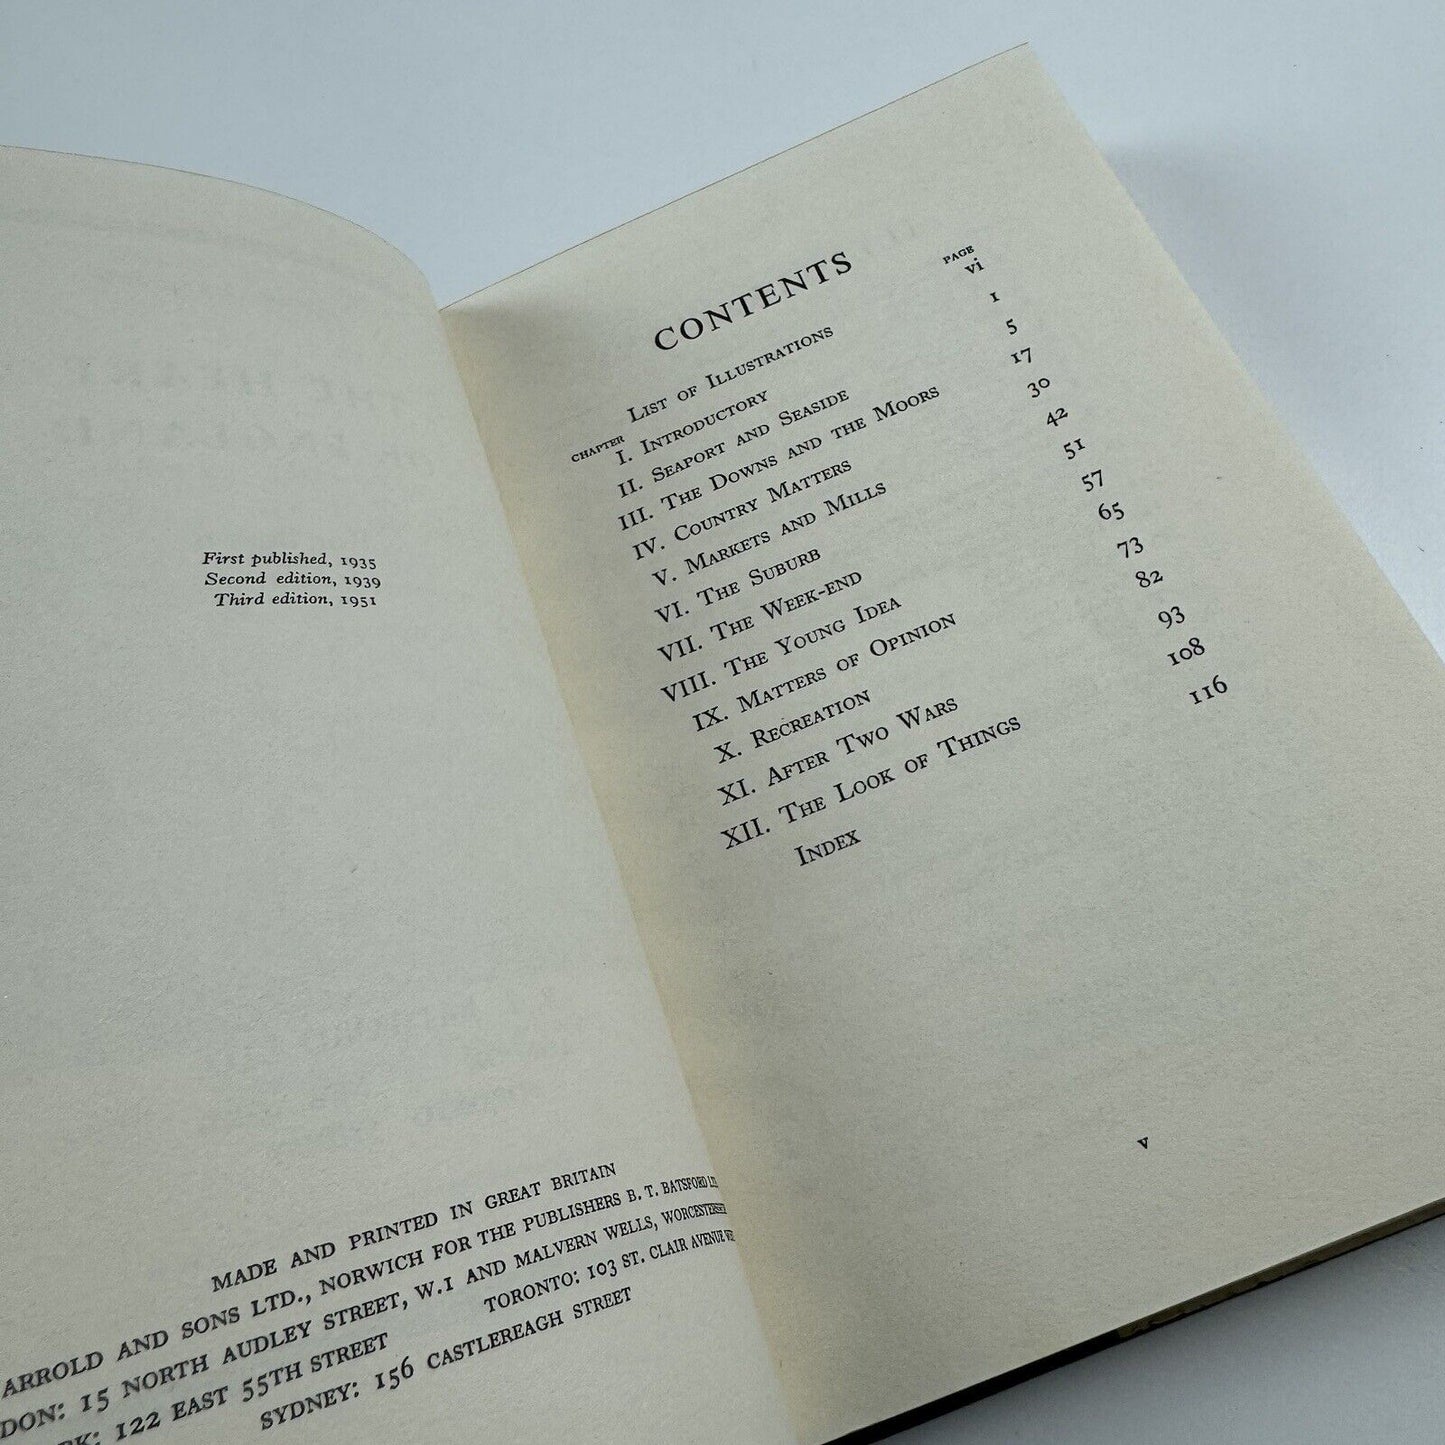 First published, 1935
Second edition, 1939
Third edition, 1951
MADE AND PRINTED IN GREAT BRITAIN
ARROLD AND SONS LTD., NORWICH FOR THE PUBLISHERS B. T. BATSFORD LT
DON: 15 NORTH AUDLEY STREET, W.1 AND MALVERN WELLS, WORCESTERSH
RK: 122 EAST 55TH STREET TORONTO: 103 ST. CLAIR AVENUE WE
SYDNEY: 156 CASTLEREAGH STREET
CONTENTS
PAGE
LIST OF ILLUSTRATIONS vi
CHAPTER
I. INTRODUCTORY 1
II. SEAPORT AND SEASIDE 5
III. THE DOWNS AND THE MOORS 17
IV. COUNTRY MATTERS 30
V. MARKETS AND MILLS 42
VI. THE SUBURB 51
VII. THE WEEK-END 57
VIII. THE YOUNG IDEA 65
IX. MATTERS OF OPINION 73
X. RECREATION 82
XI. AFTER TWO WARS 93
XII. THE LOOK OF THINGS 108
INDEX 116
v